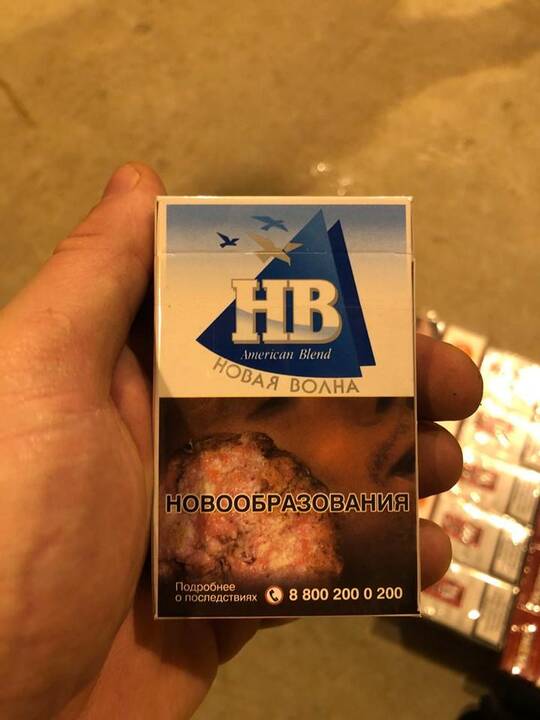 НВ
American Blend
НОВАЯ ВОЛНА
НОВООБРАЗОВАНИЯ
Подробнее
о последствиях 8 800 200 0 200